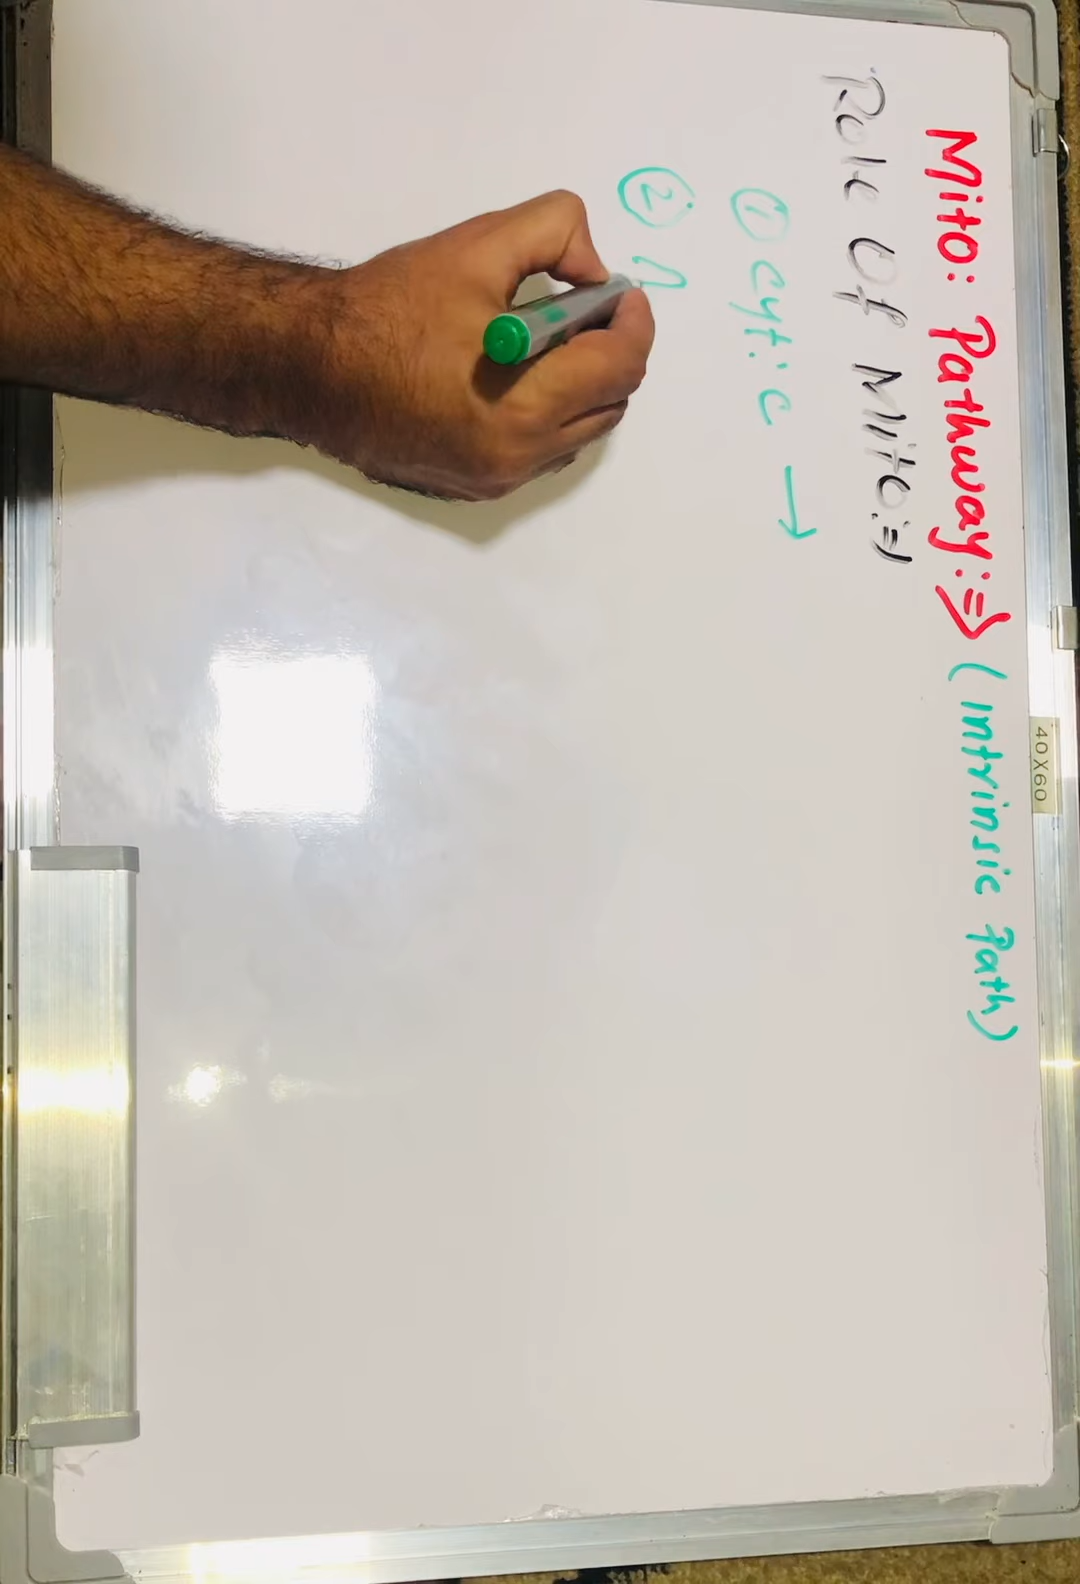 Mito: Pathway:⇒ (Intrinsic Path)
Role Of Mito:⇒
① Cyt: c →
②
40X60